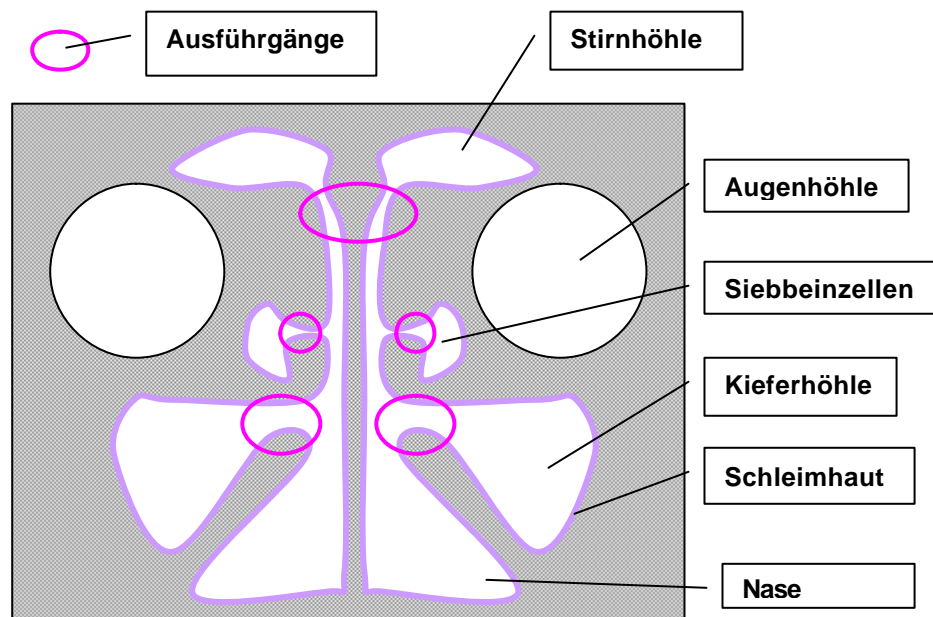 Ausführgänge
Stirnhöhle
Augenhöhle
Siebbeinzellen
Kieferhöhle
Schleimhaut
Nase